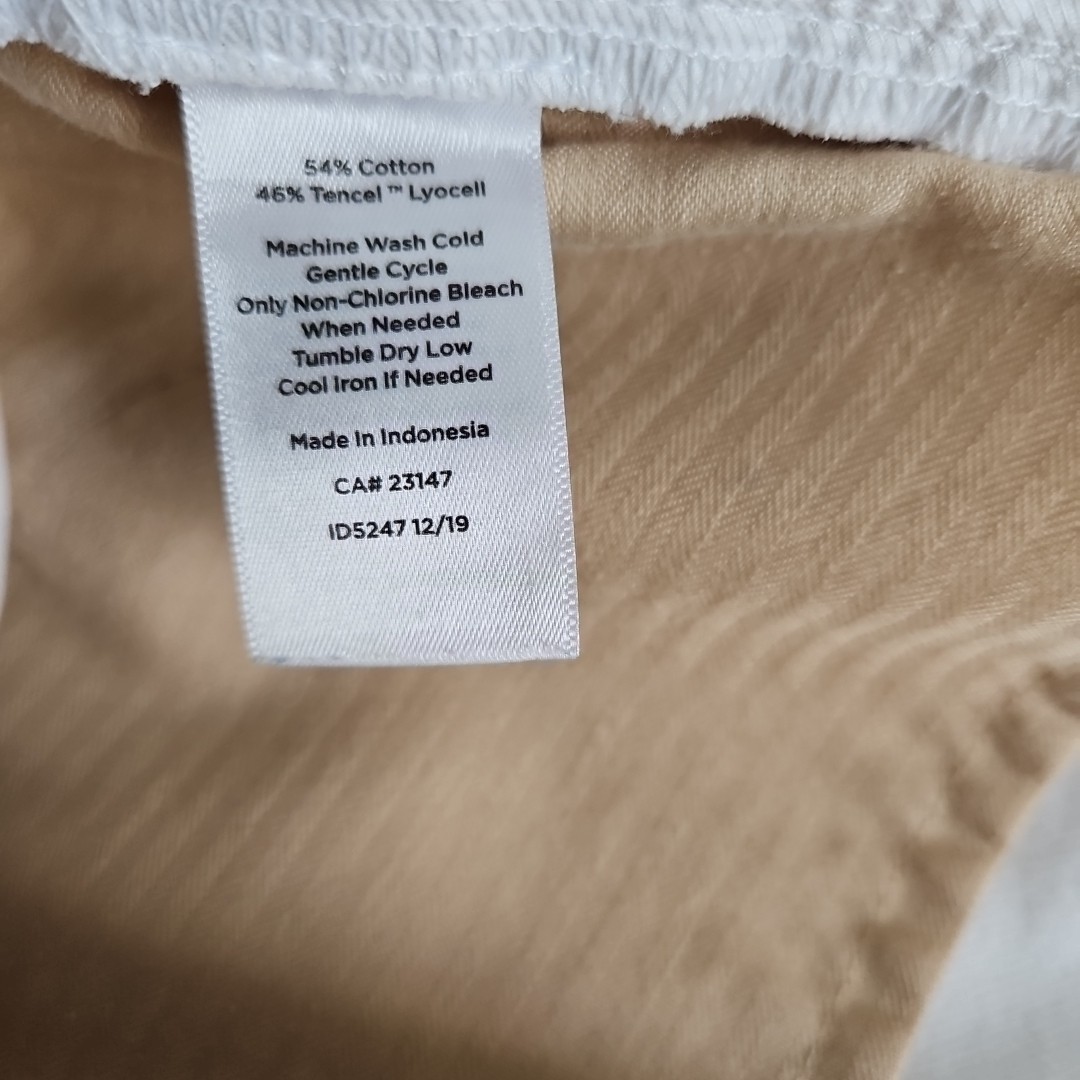 54% Cotton
46% Tencel™ Lyocell
Machine Wash Cold
Gentle Cycle
Only Non-Chlorine Bleach
When Needed
Tumble Dry Low
Cool Iron If Needed
Made In Indonesia
CA# 23147
ID5247 12/19